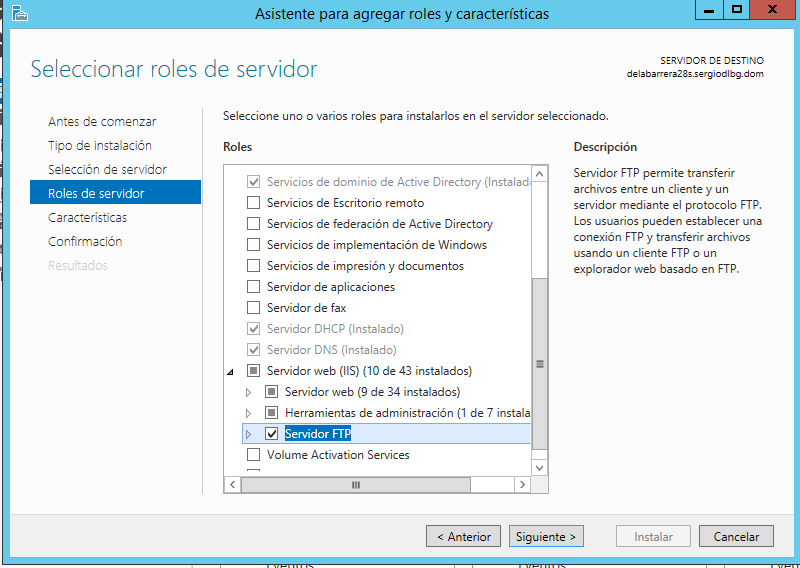 Asistente para agregar roles y características
Seleccionar roles de servidor
SERVIDOR DE DESTINO
delabarrera28s.sergiodlbg.dom
Antes de comenzar
Tipo de instalación
Selección de servidor
Roles de servidor
Características
Confirmación
Resultados
Seleccione uno o varios roles para instalarlos en el servidor seleccionado.
Roles
Servicios de dominio de Active Directory (Instalad
Servicios de Escritorio remoto
Servicios de federación de Active Directory
Servicios de implementación de Windows
Servicios de impresión y documentos
Servidor de aplicaciones
Servidor de fax
Servidor DHCP (Instalado)
Servidor DNS (Instalado)
Servidor web (IIS) (10 de 43 instalados)
Servidor web (9 de 34 instalados)
Herramientas de administración (1 de 7 instala
Servidor FTP
Volume Activation Services
Descripción
Servidor FTP permite transferir
archivos entre un cliente y un
servidor mediante el protocolo FTP.
Los usuarios pueden establecer una
conexión FTP y transferir archivos
usando un cliente FTP o un
explorador web basado en FTP.
< Anterior
Siguiente >
Instalar
Cancelar